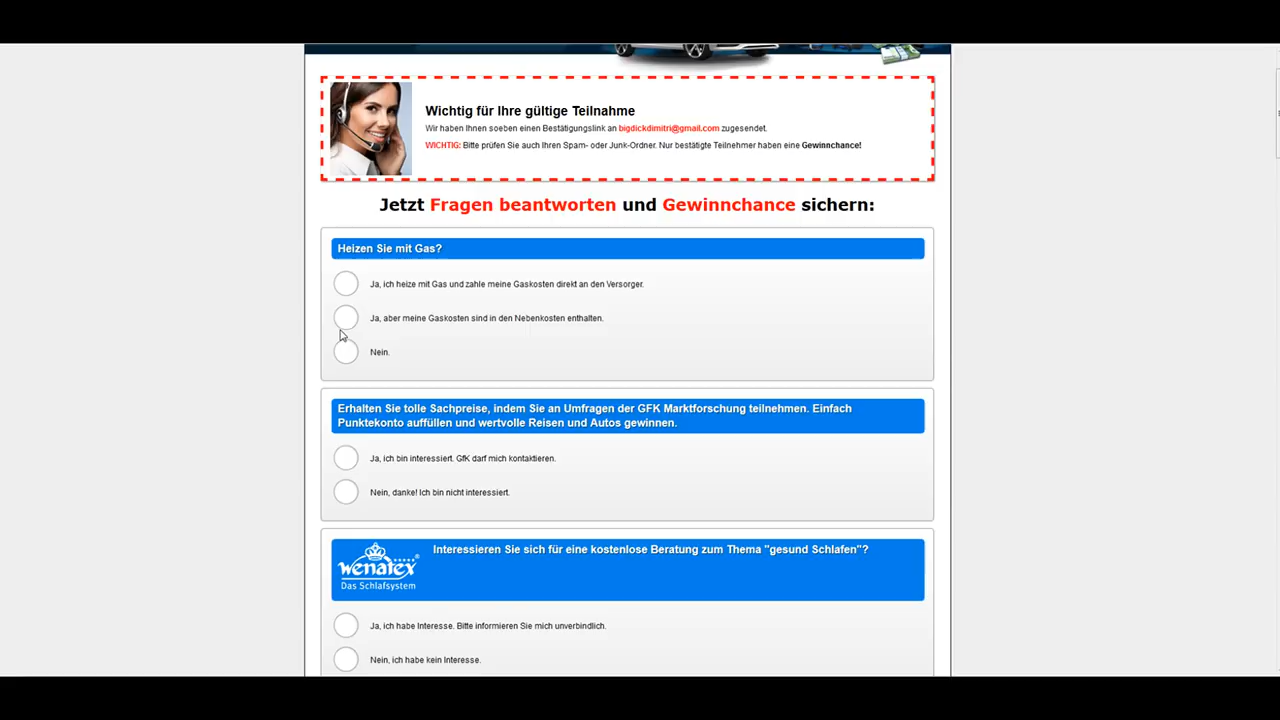 Wichtig für Ihre gültige Teilnahme
Wir haben Ihnen soeben einen Bestätigungslink an bigdickdimitri@gmail.com zugesendet.
WICHTIG: Bitte prüfen Sie auch Ihren Spam- oder Junk-Ordner. Nur bestätigte Teilnehmer haben eine Gewinnchance!
Jetzt Fragen beantworten und Gewinnchance sichern:
Heizen Sie mit Gas?
Ja, ich heize mit Gas und zahle meine Gaskosten direkt an den Versorger.
Ja, aber meine Gaskosten sind in den Nebenkosten enthalten.
Nein.
Erhalten Sie tolle Sachpreise, indem Sie an Umfragen der GFK Marktforschung teilnehmen. Einfach
Punktekonto auffüllen und wertvolle Reisen und Autos gewinnen.
Ja, ich bin interessiert. GfK darf mich kontaktieren.
Nein, danke! Ich bin nicht interessiert.
Interessieren Sie sich für eine kostenlose Beratung zum Thema "gesund Schlafen"?
wenatex
Das Schlafsystem
Ja, ich habe Interesse. Bitte informieren Sie mich unverbindlich.
Nein, ich habe kein Interesse.